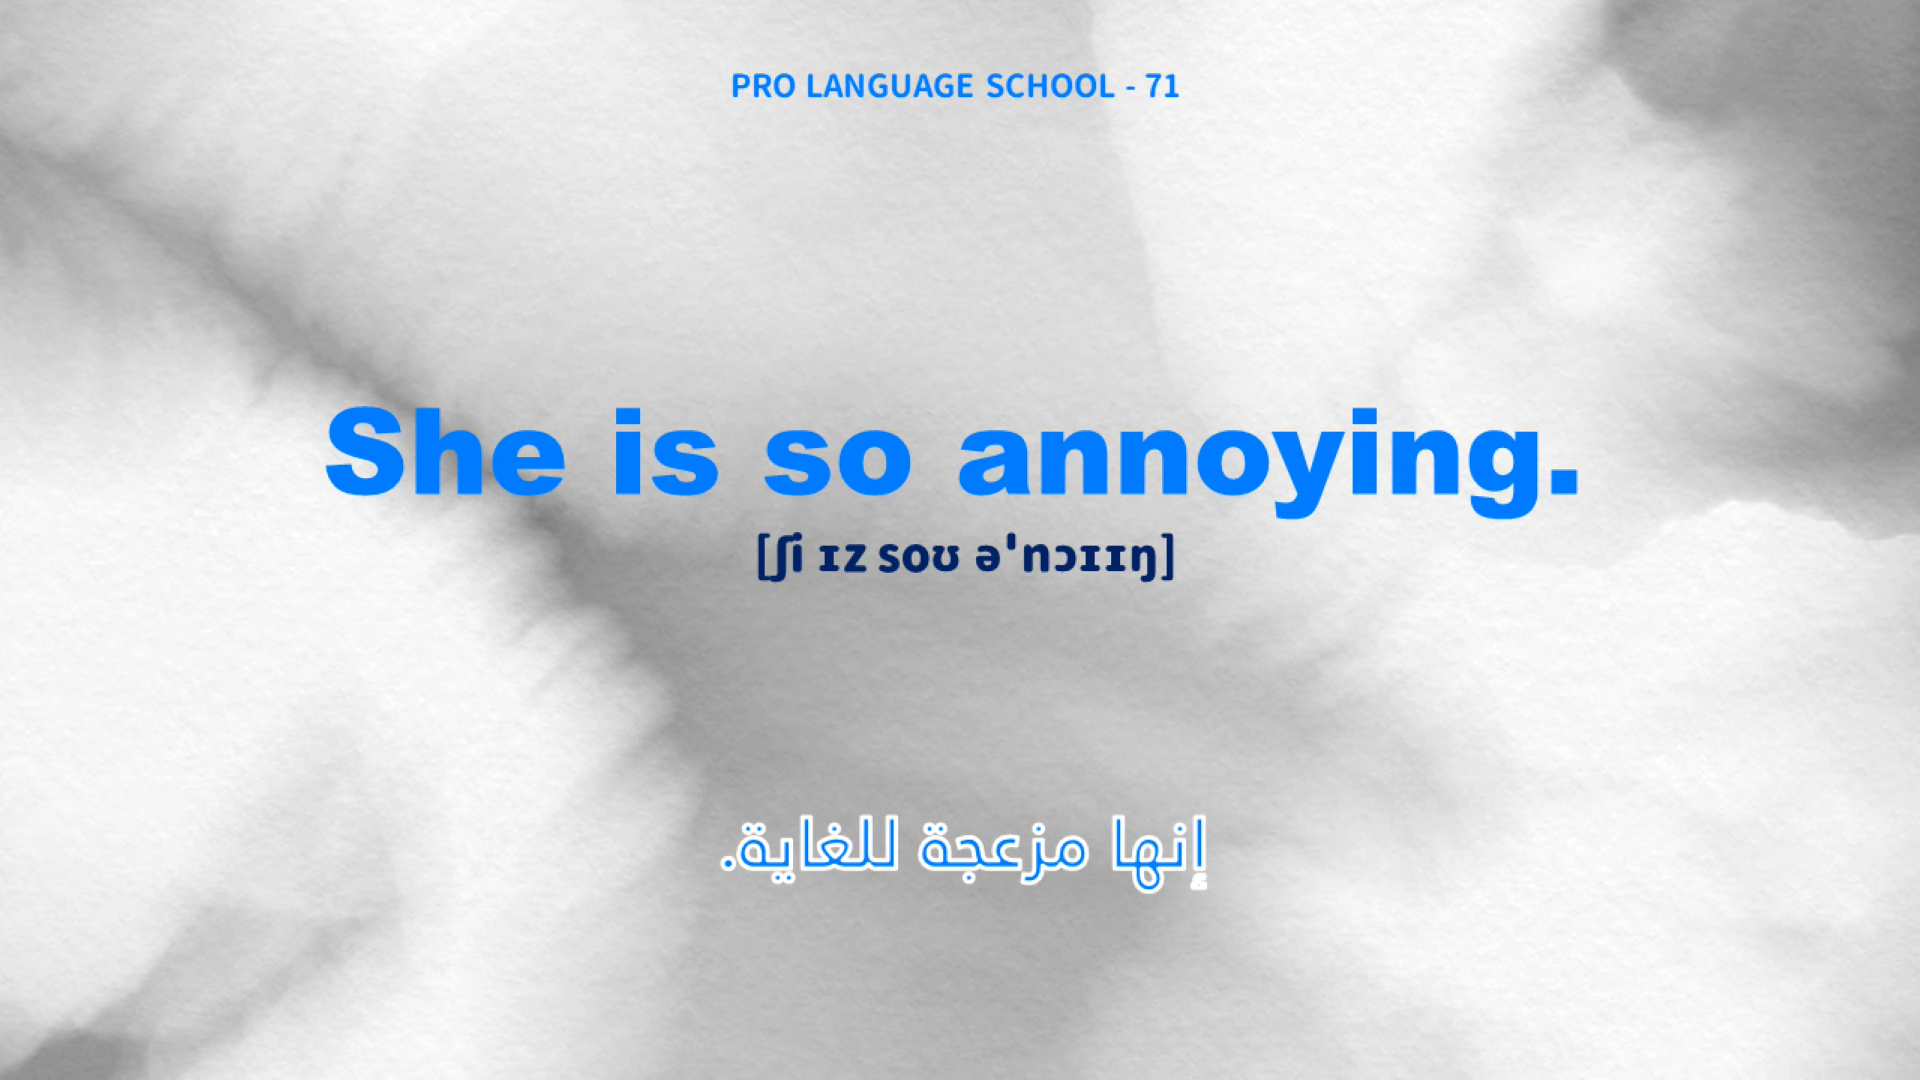 PRO LANGUAGE SCHOOL - 71
She is so annoying.
[ʃi ɪz soʊ əˈnɔɪɪŋ]
إنها مزعجة للغاية.